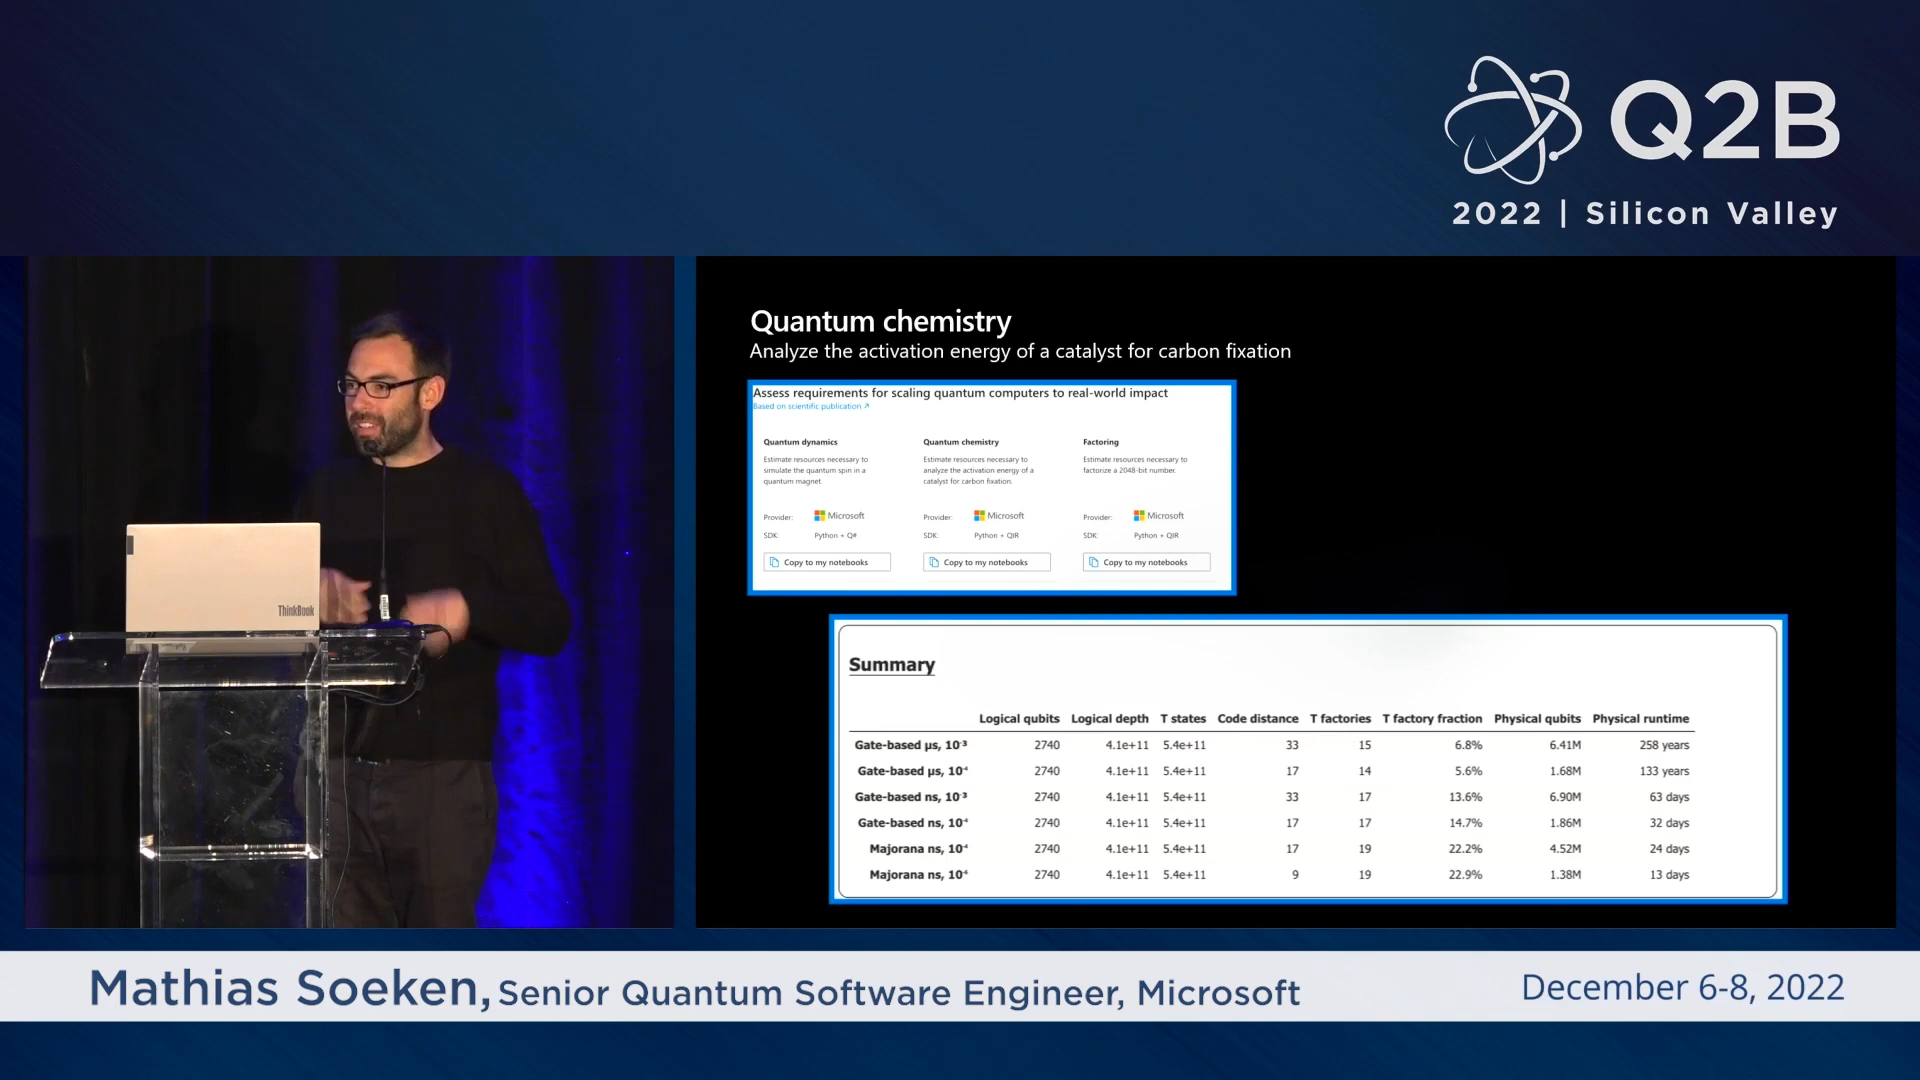 Q2B
2022 | Silicon Valley
Quantum chemistry
Analyze the activation energy of a catalyst for carbon fixation
Assess requirements for scaling quantum computers to real-world impact
Based on scientific publication ↗
Quantum dynamics Quantum chemistry Factoring
Estimate resources necessary to Estimate resources necessary to Estimate resources necessary to
simulate the quantum spin in a analyze the activation energy of a factorize a 2048-bit number.
quantum magnet. catalyst for carbon fixation.
Provider: Microsoft Provider: Microsoft Provider: Microsoft
SDK: Python + Q# SDK: Python + QIR SDK: Python + QIR
Copy to my notebooks Copy to my notebooks Copy to my notebooks
ThinkBook
Summary
Logical qubits Logical depth T states Code distance T factories T factory fraction Physical qubits Physical runtime
Gate-based µs, 10⁻³ 2740 4.1e+11 5.4e+11 33 15 6.8% 6.41M 258 years
Gate-based µs, 10⁻⁴ 2740 4.1e+11 5.4e+11 17 14 5.6% 1.68M 133 years
Gate-based ns, 10⁻³ 2740 4.1e+11 5.4e+11 33 17 13.6% 6.90M 63 days
Gate-based ns, 10⁻⁴ 2740 4.1e+11 5.4e+11 17 17 14.7% 1.86M 32 days
Majorana ns, 10⁻⁴ 2740 4.1e+11 5.4e+11 17 19 22.2% 4.52M 24 days
Majorana ns, 10⁻⁶ 2740 4.1e+11 5.4e+11 9 19 22.9% 1.38M 13 days
Mathias Soeken, Senior Quantum Software Engineer, Microsoft
December 6-8, 2022